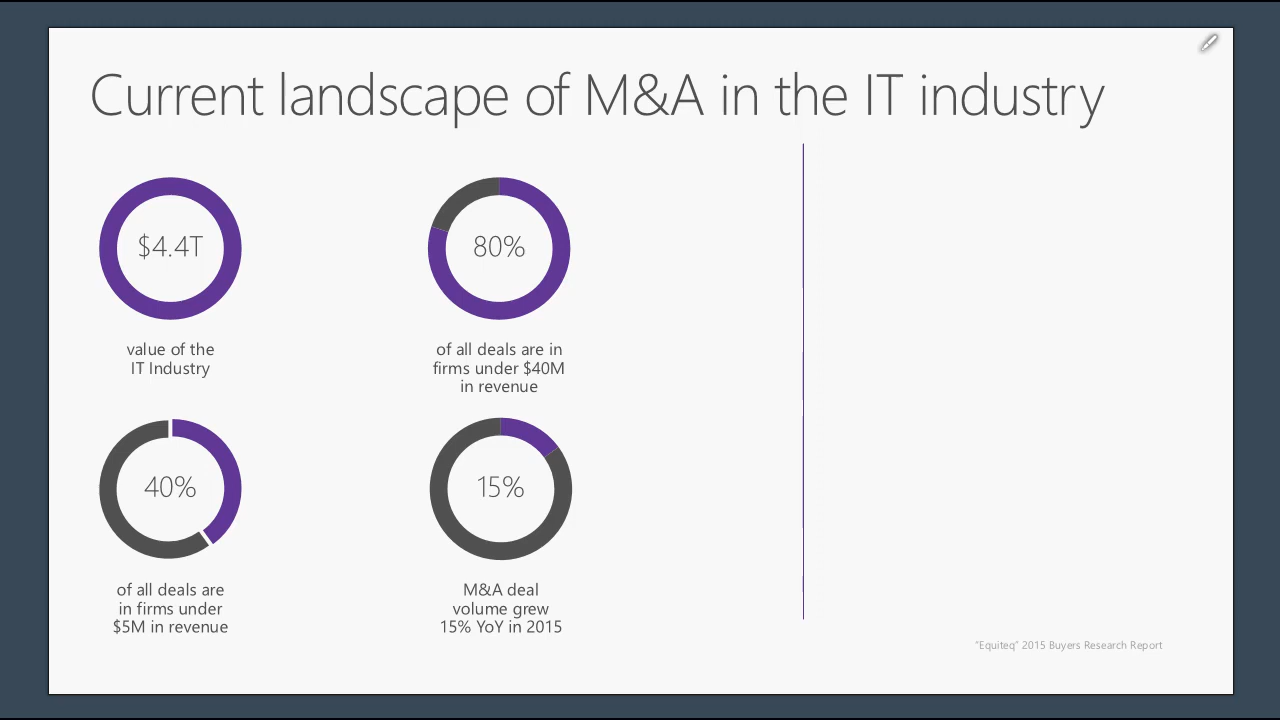 Current landscape of M&A in the IT industry
$4.4T
value of the
IT Industry
80%
of all deals are in
firms under $40M
in revenue
40%
of all deals are
in firms under
$5M in revenue
15%
M&A deal
volume grew
15% YoY in 2015
"Equiteq" 2015 Buyers Research Report